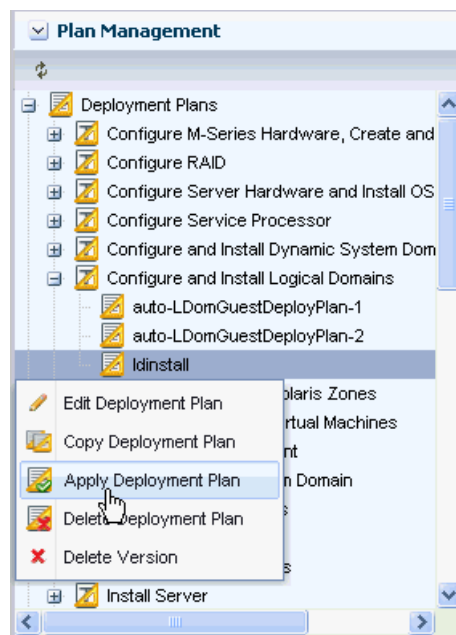 Plan Management
Deployment Plans
Configure M-Series Hardware, Create and
Configure RAID
Configure Server Hardware and Install OS
Configure Service Processor
Configure and Install Dynamic System Dom
Configure and Install Logical Domains
auto-LDomGuestDeployPlan-1
auto-LDomGuestDeployPlan-2
ldinstall
Edit Deployment Plan
Copy Deployment Plan
Apply Deployment Plan
Delete Deployment Plan
Delete Version
olaris Zones
rtual Machines
nt
n Domain
s
Install Server